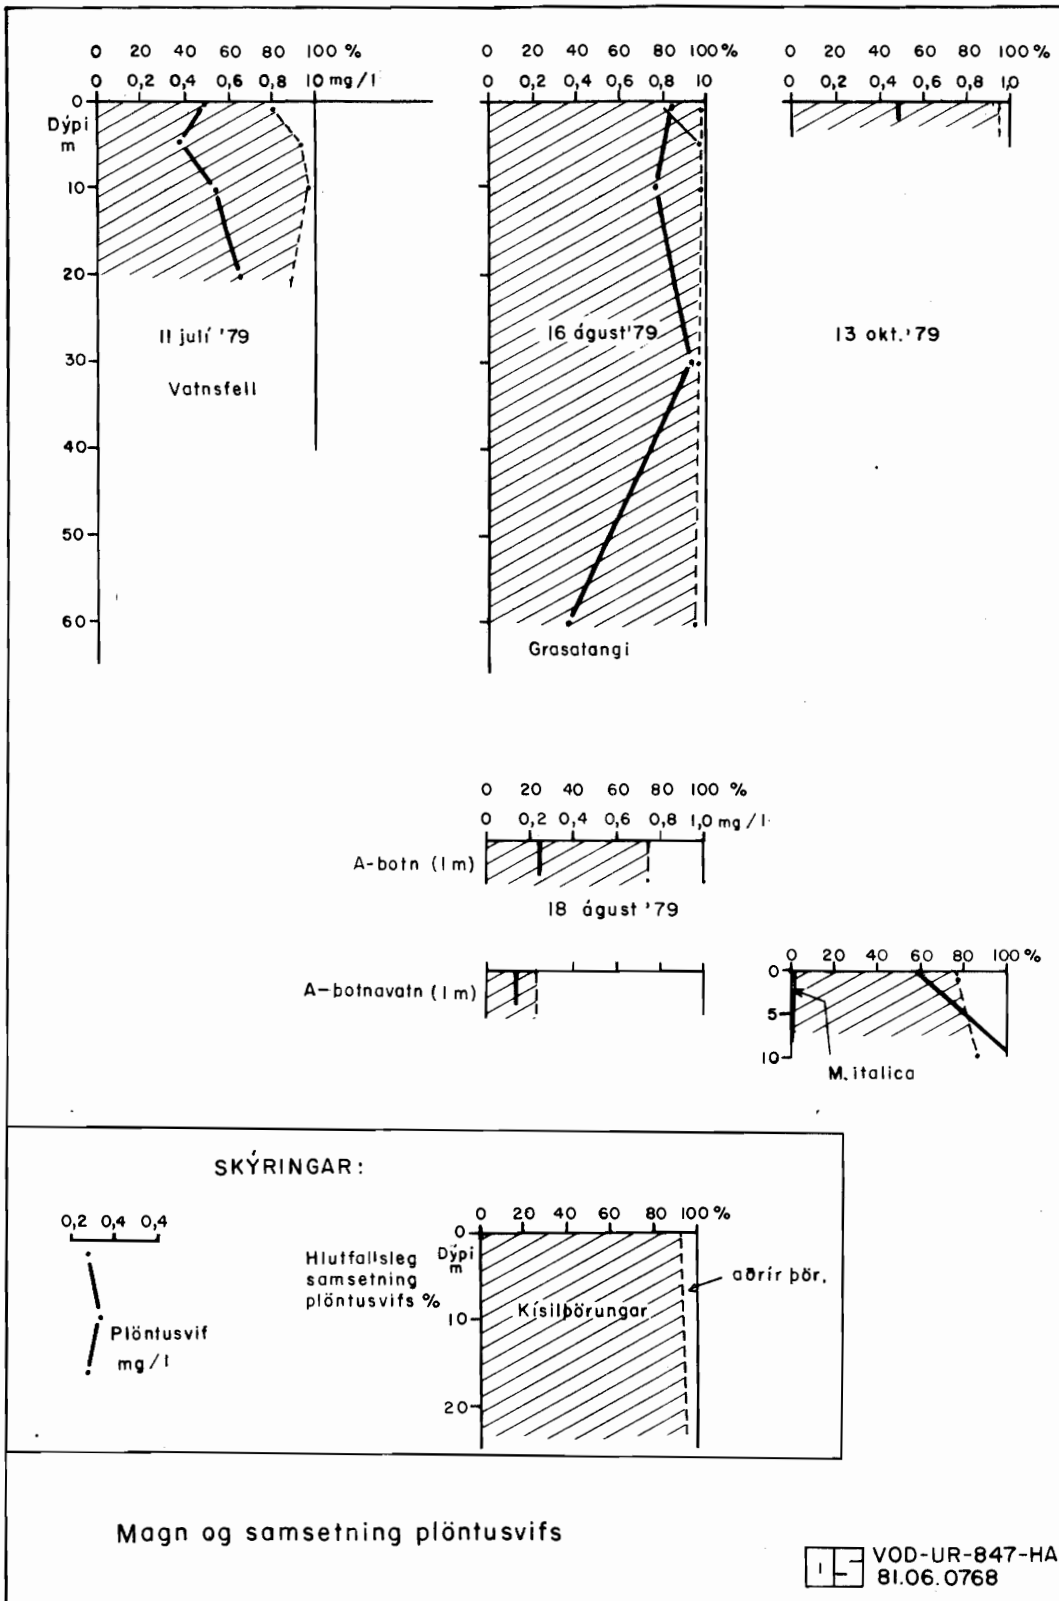 0 20 40 60 80 100 %
0 0,2 0,4 0,6 0,8 10 mg/l
0
Dýpi
m
10
20
30
40
50
60
11 julí '79
Vatnsfell
0 20 40 60 80 100 %
0 0,2 0,4 0,6 0,8 10
16 águst '79
Grasatangi
0 20 40 60 80 100 %
0 0,2 0,4 0,6 0,8 1,0
13 okt. '79
0 20 40 60 80 100 %
0 0,2 0,4 0,6 0,8 1,0 mg/l
A-botn (1m)
18 águst '79
A-botnavatn (1m)
0 20 40 60 80 100 %
0
5
10
M. italica
SKÝRINGAR:
0,2 0,4 0,4
Plöntusvif
mg/l
Hlutfallsleg
samsetning
plöntusvifs %
0 20 40 60 80 100 %
0
Dýpi
m
10
20
Kísilþörungar
aðrír þör.
Magn og samsetning plöntusvifs
VOD-UR-847-HA
81.06.0768